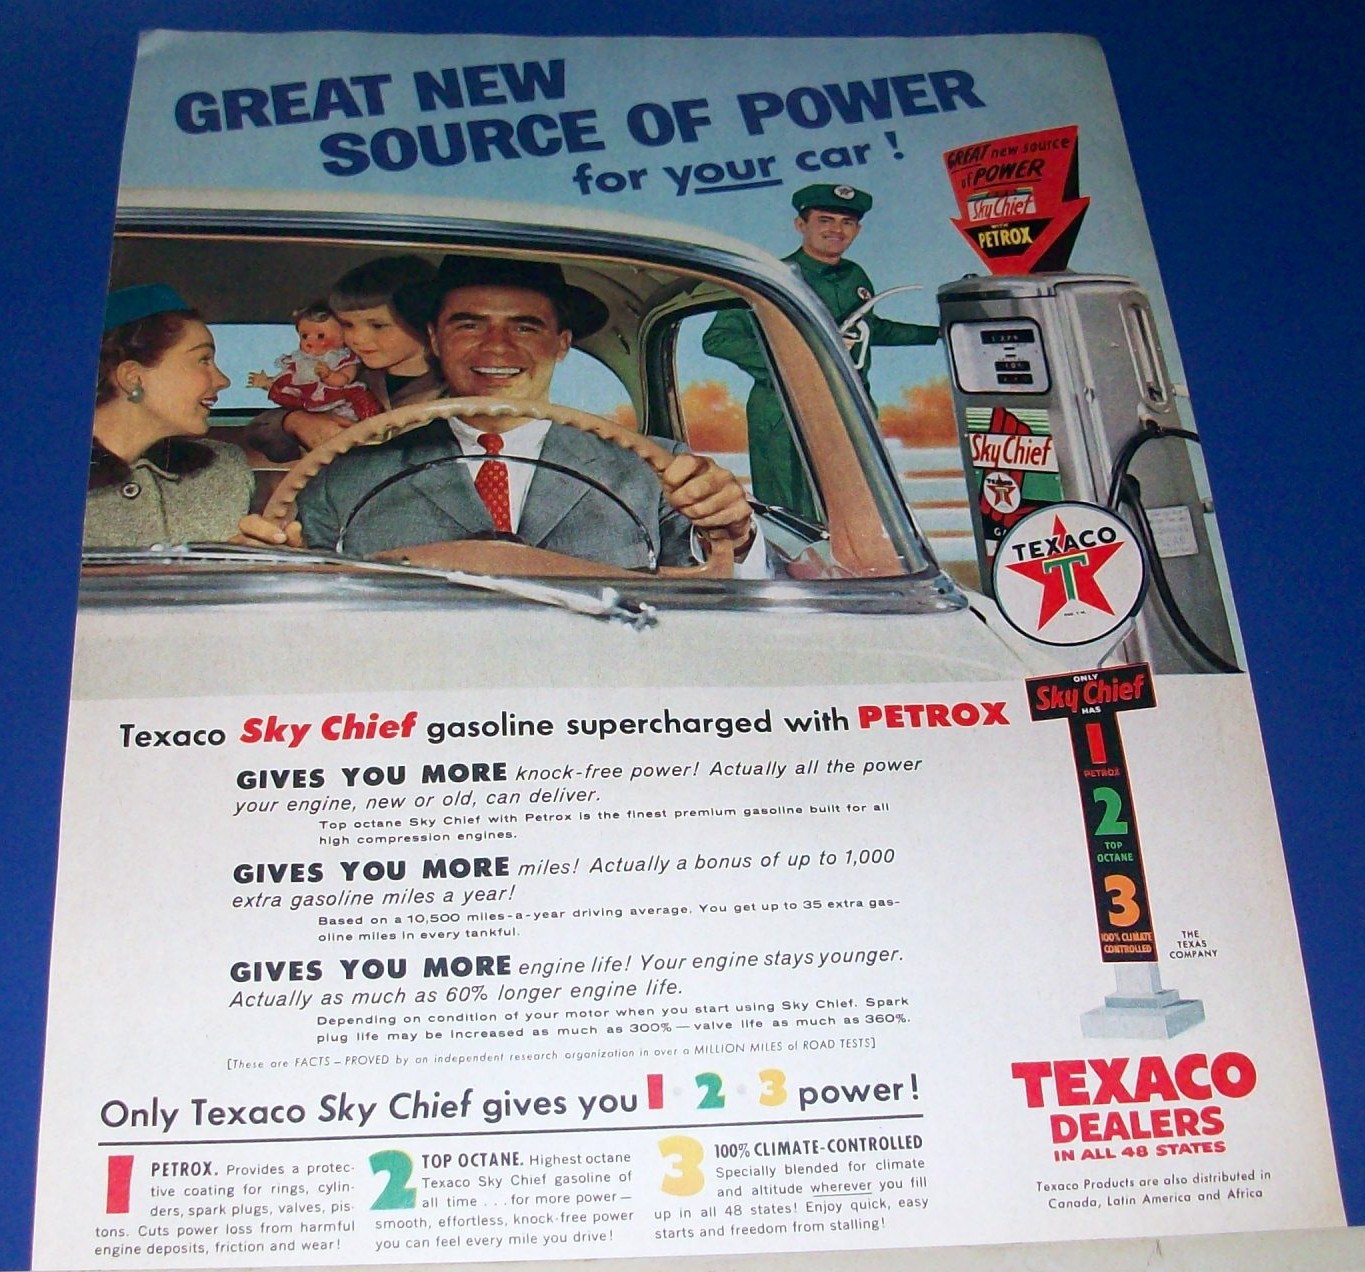 GREAT NEW
SOURCE OF POWER
for your car!
GREAT new source
of POWER
Sky Chief
WITH
PETROX
Sky Chief
TEXACO
T
TEXACO
T
Texaco Sky Chief gasoline supercharged with PETROX
GIVES YOU MORE knock-free power! Actually all the power
your engine, new or old, can deliver.
Top octane Sky Chief with Petrox is the finest premium gasoline built for all
high compression engines.
GIVES YOU MORE miles! Actually a bonus of up to 1,000
extra gasoline miles a year!
Based on a 10,500 miles-a-year driving average. You get up to 35 extra gas-
oline miles in every tankful.
GIVES YOU MORE engine life! Your engine stays younger.
Actually as much as 60% longer engine life.
Depending on condition of your motor when you start using Sky Chief. Spark
plug life may be increased as much as 300% — valve life as much as 360%.
[These are FACTS – PROVED by an independent research organization in over a MILLION MILES of ROAD TESTS]
ONLY
Sky Chief
HAS
1
PETROX
2
TOP
OCTANE
3
100% CLIMATE
CONTROLLED
THE
TEXAS
COMPANY
Only Texaco Sky Chief gives you 1 · 2 · 3 power!
1 PETROX. Provides a protec-
tive coating for rings, cylin-
ders, spark plugs, valves, pis-
tons. Cuts power loss from harmful
engine deposits, friction and wear!
2 TOP OCTANE. Highest octane
Texaco Sky Chief gasoline of
all time . . . for more power —
smooth, effortless, knock-free power
you can feel every mile you drive!
3 100% CLIMATE-CONTROLLED
Specially blended for climate
and altitude wherever you fill
up in all 48 states! Enjoy quick, easy
starts and freedom from stalling!
TEXACO
DEALERS
IN ALL 48 STATES
Texaco Products are also distributed in
Canada, Latin America and Africa